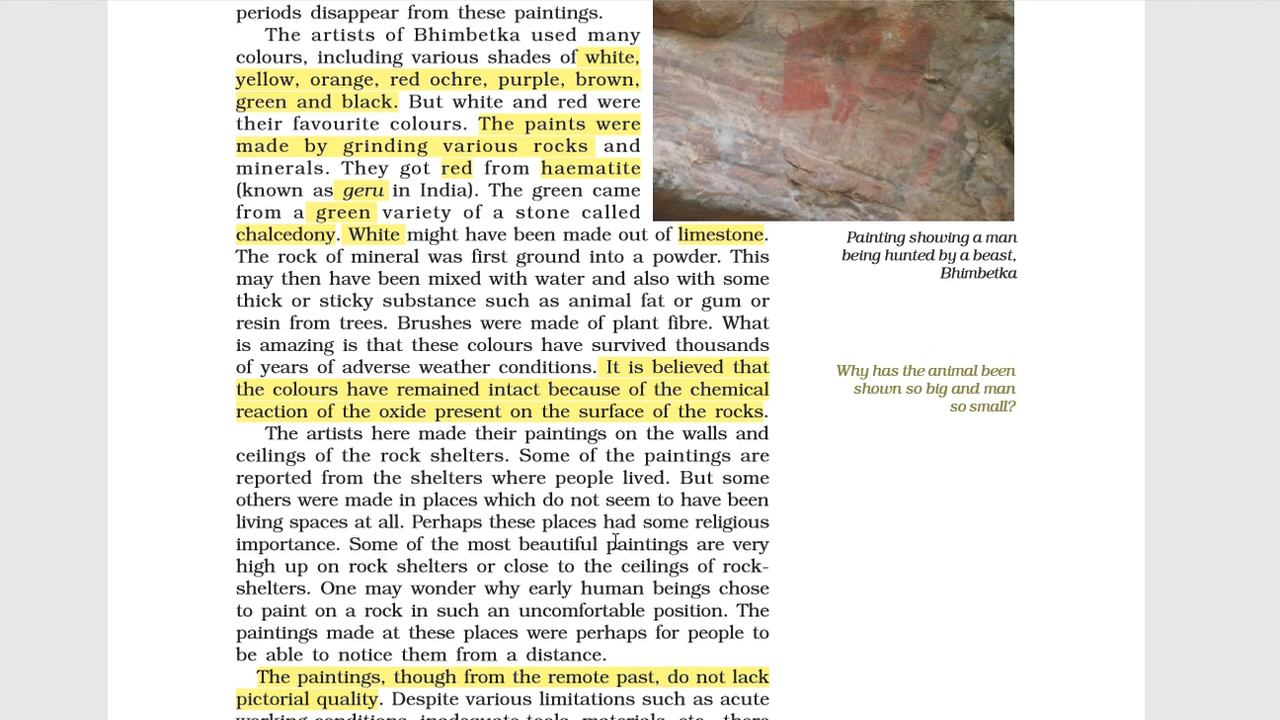 periods disappear from these paintings.
The artists of Bhimbetka used many
colours, including various shades of white,
yellow, orange, red ochre, purple, brown,
green and black. But white and red were
their favourite colours. The paints were
made by grinding various rocks and
minerals. They got red from haematite
(known as geru in India). The green came
from a green variety of a stone called
chalcedony. White might have been made out of limestone.
The rock of mineral was first ground into a powder. This
may then have been mixed with water and also with some
thick or sticky substance such as animal fat or gum or
resin from trees. Brushes were made of plant fibre. What
is amazing is that these colours have survived thousands
of years of adverse weather conditions. It is believed that
the colours have remained intact because of the chemical
reaction of the oxide present on the surface of the rocks.
The artists here made their paintings on the walls and
ceilings of the rock shelters. Some of the paintings are
reported from the shelters where people lived. But some
others were made in places which do not seem to have been
living spaces at all. Perhaps these places had some religious
importance. Some of the most beautiful paintings are very
high up on rock shelters or close to the ceilings of rock-
shelters. One may wonder why early human beings chose
to paint on a rock in such an uncomfortable position. The
paintings made at these places were perhaps for people to
be able to notice them from a distance.
The paintings, though from the remote past, do not lack
pictorial quality. Despite various limitations such as acute
working conditions, inadequate tools, materials, etc., there
Painting showing a man
being hunted by a beast,
Bhimbetka
Why has the animal been
shown so big and man
so small?